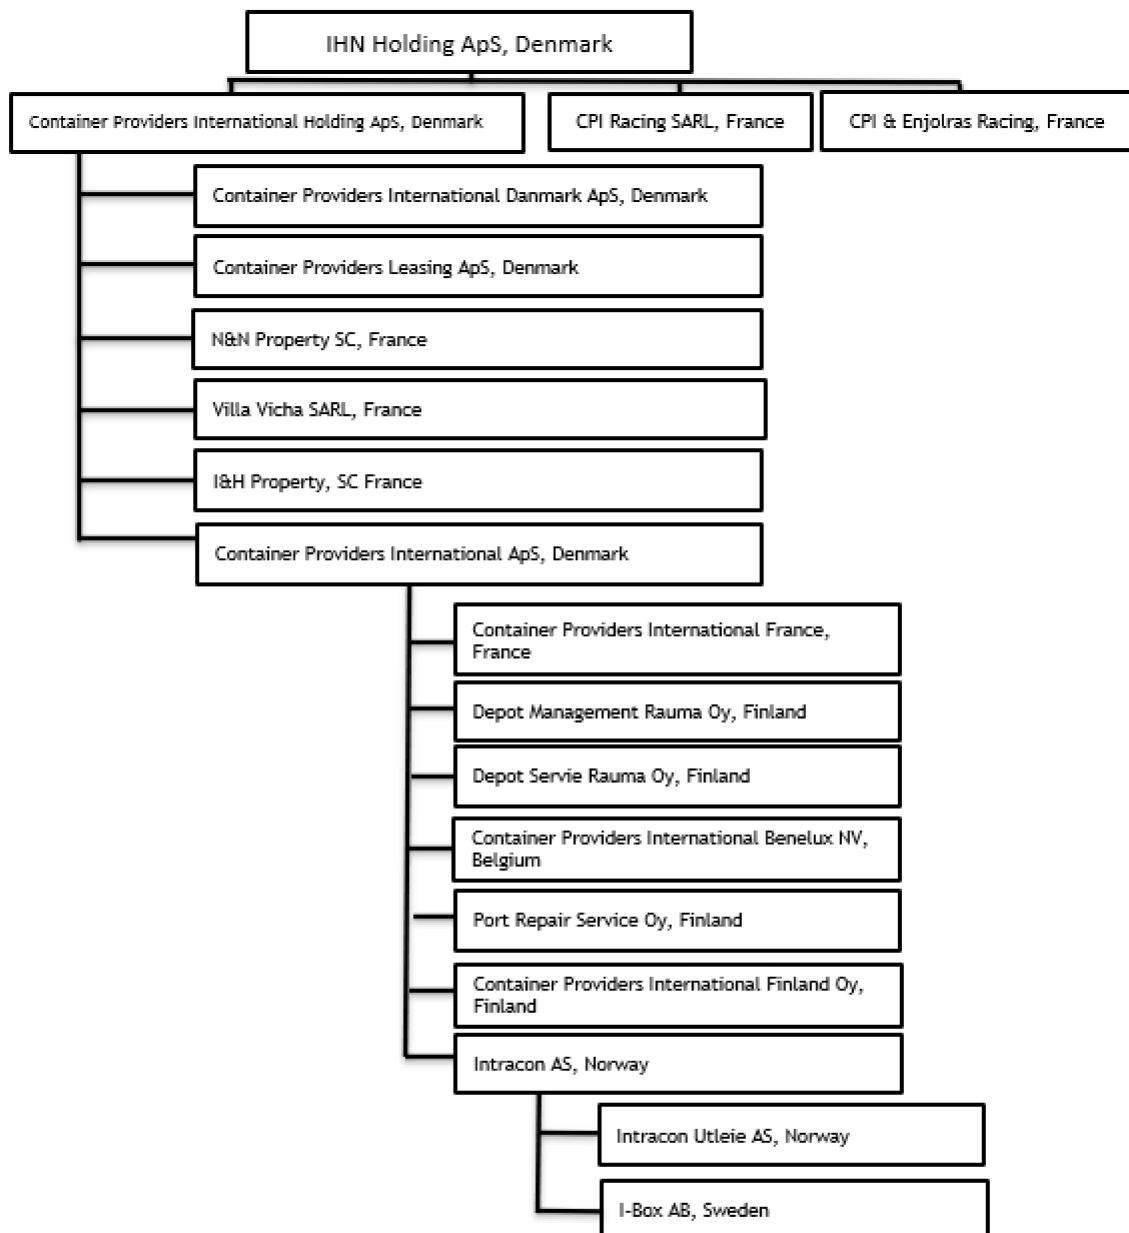 IHN Holding ApS, Denmark
Container Providers International Holding ApS, Denmark
CPI Racing SARL, France
CPI & Enjolras Racing, France
Container Providers International Danmark ApS, Denmark
Container Providers Leasing ApS, Denmark
N&N Property SC, France
Villa Vicha SARL, France
I&H Property, SC France
Container Providers International ApS, Denmark
Container Providers International France,
France
Depot Management Rauma Oy, Finland
Depot Servie Rauma Oy, Finland
Container Providers International Benelux NV,
Belgium
Port Repair Service Oy, Finland
Container Providers International Finland Oy,
Finland
Intracon AS, Norway
Intracon Utleie AS, Norway
I-Box AB, Sweden